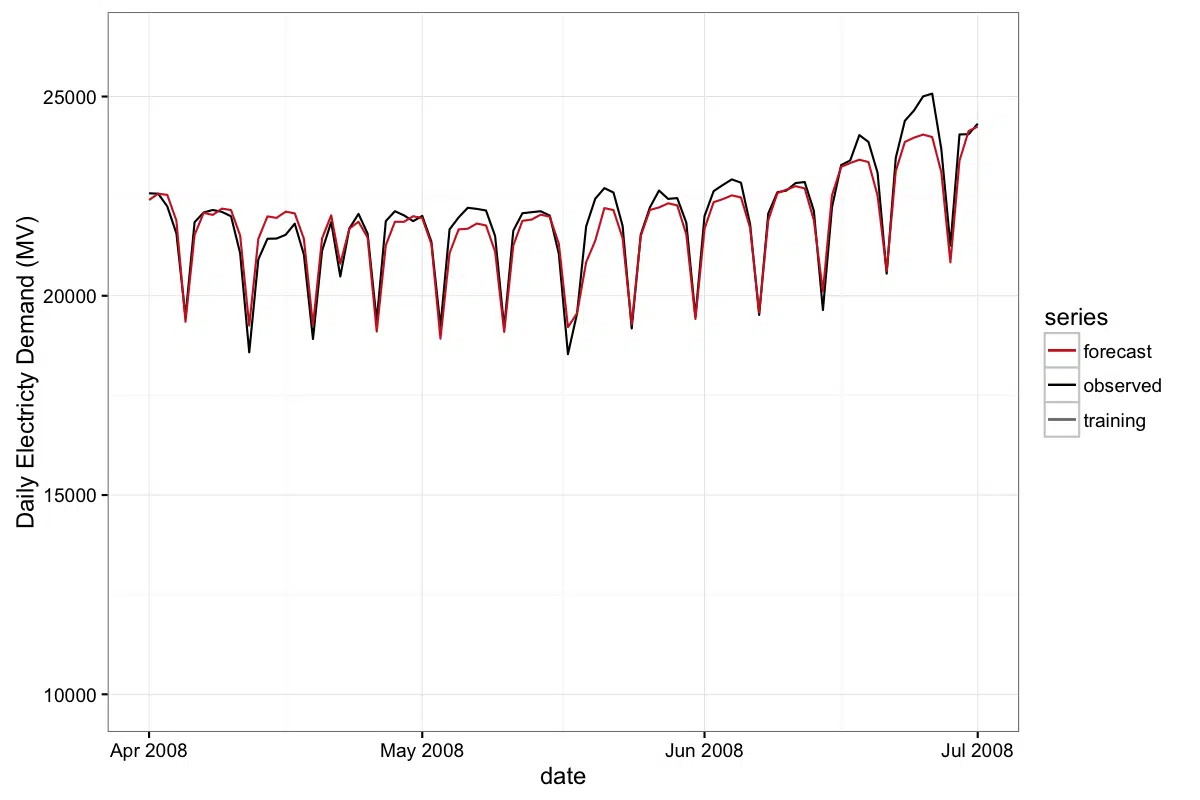 25000
20000
15000
10000
Daily Electricty Demand (MV)
Apr 2008
May 2008
Jun 2008
Jul 2008
date
series
forecast
observed
training